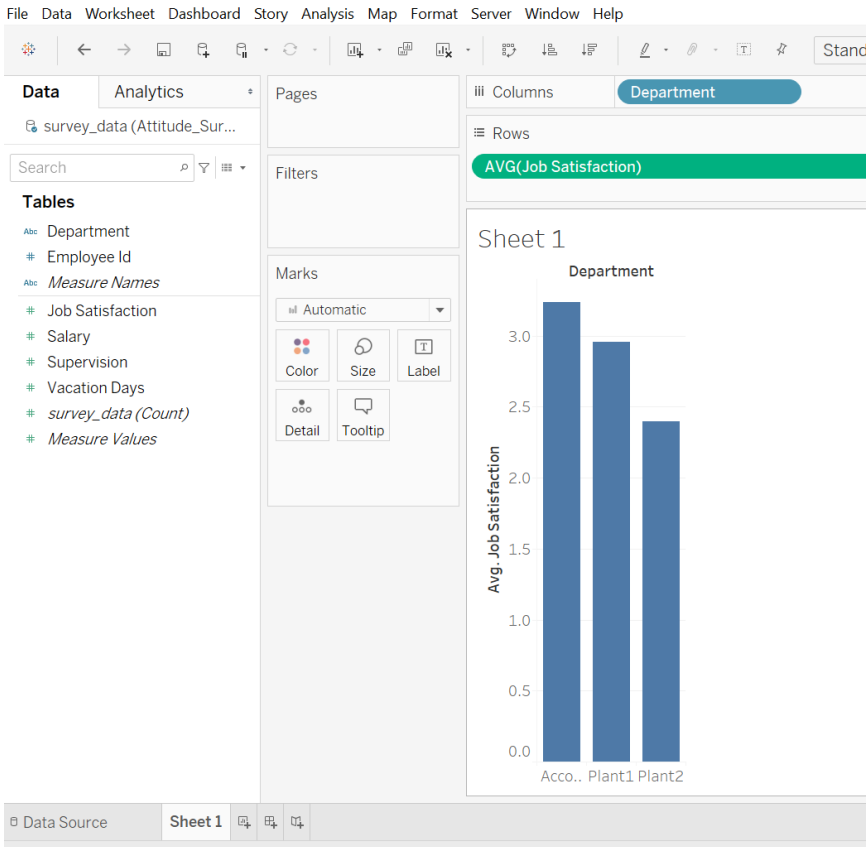 File Data Worksheet Dashboard Story Analysis Map Format Server Window Help
Data Analytics
survey_data (Attitude_Sur...
Search
Tables
Abc Department
# Employee Id
Abc Measure Names
# Job Satisfaction
# Salary
# Supervision
# Vacation Days
# survey_data (Count)
# Measure Values
Pages
Filters
Marks
Automatic
Color Size Label
Detail Tooltip
Columns Department
Rows
AVG(Job Satisfaction)
Stand
Sheet 1
Department
Avg. Job Satisfaction
3.0
2.5
2.0
1.5
1.0
0.5
0.0
Acco.. Plant1 Plant2
Data Source Sheet 1